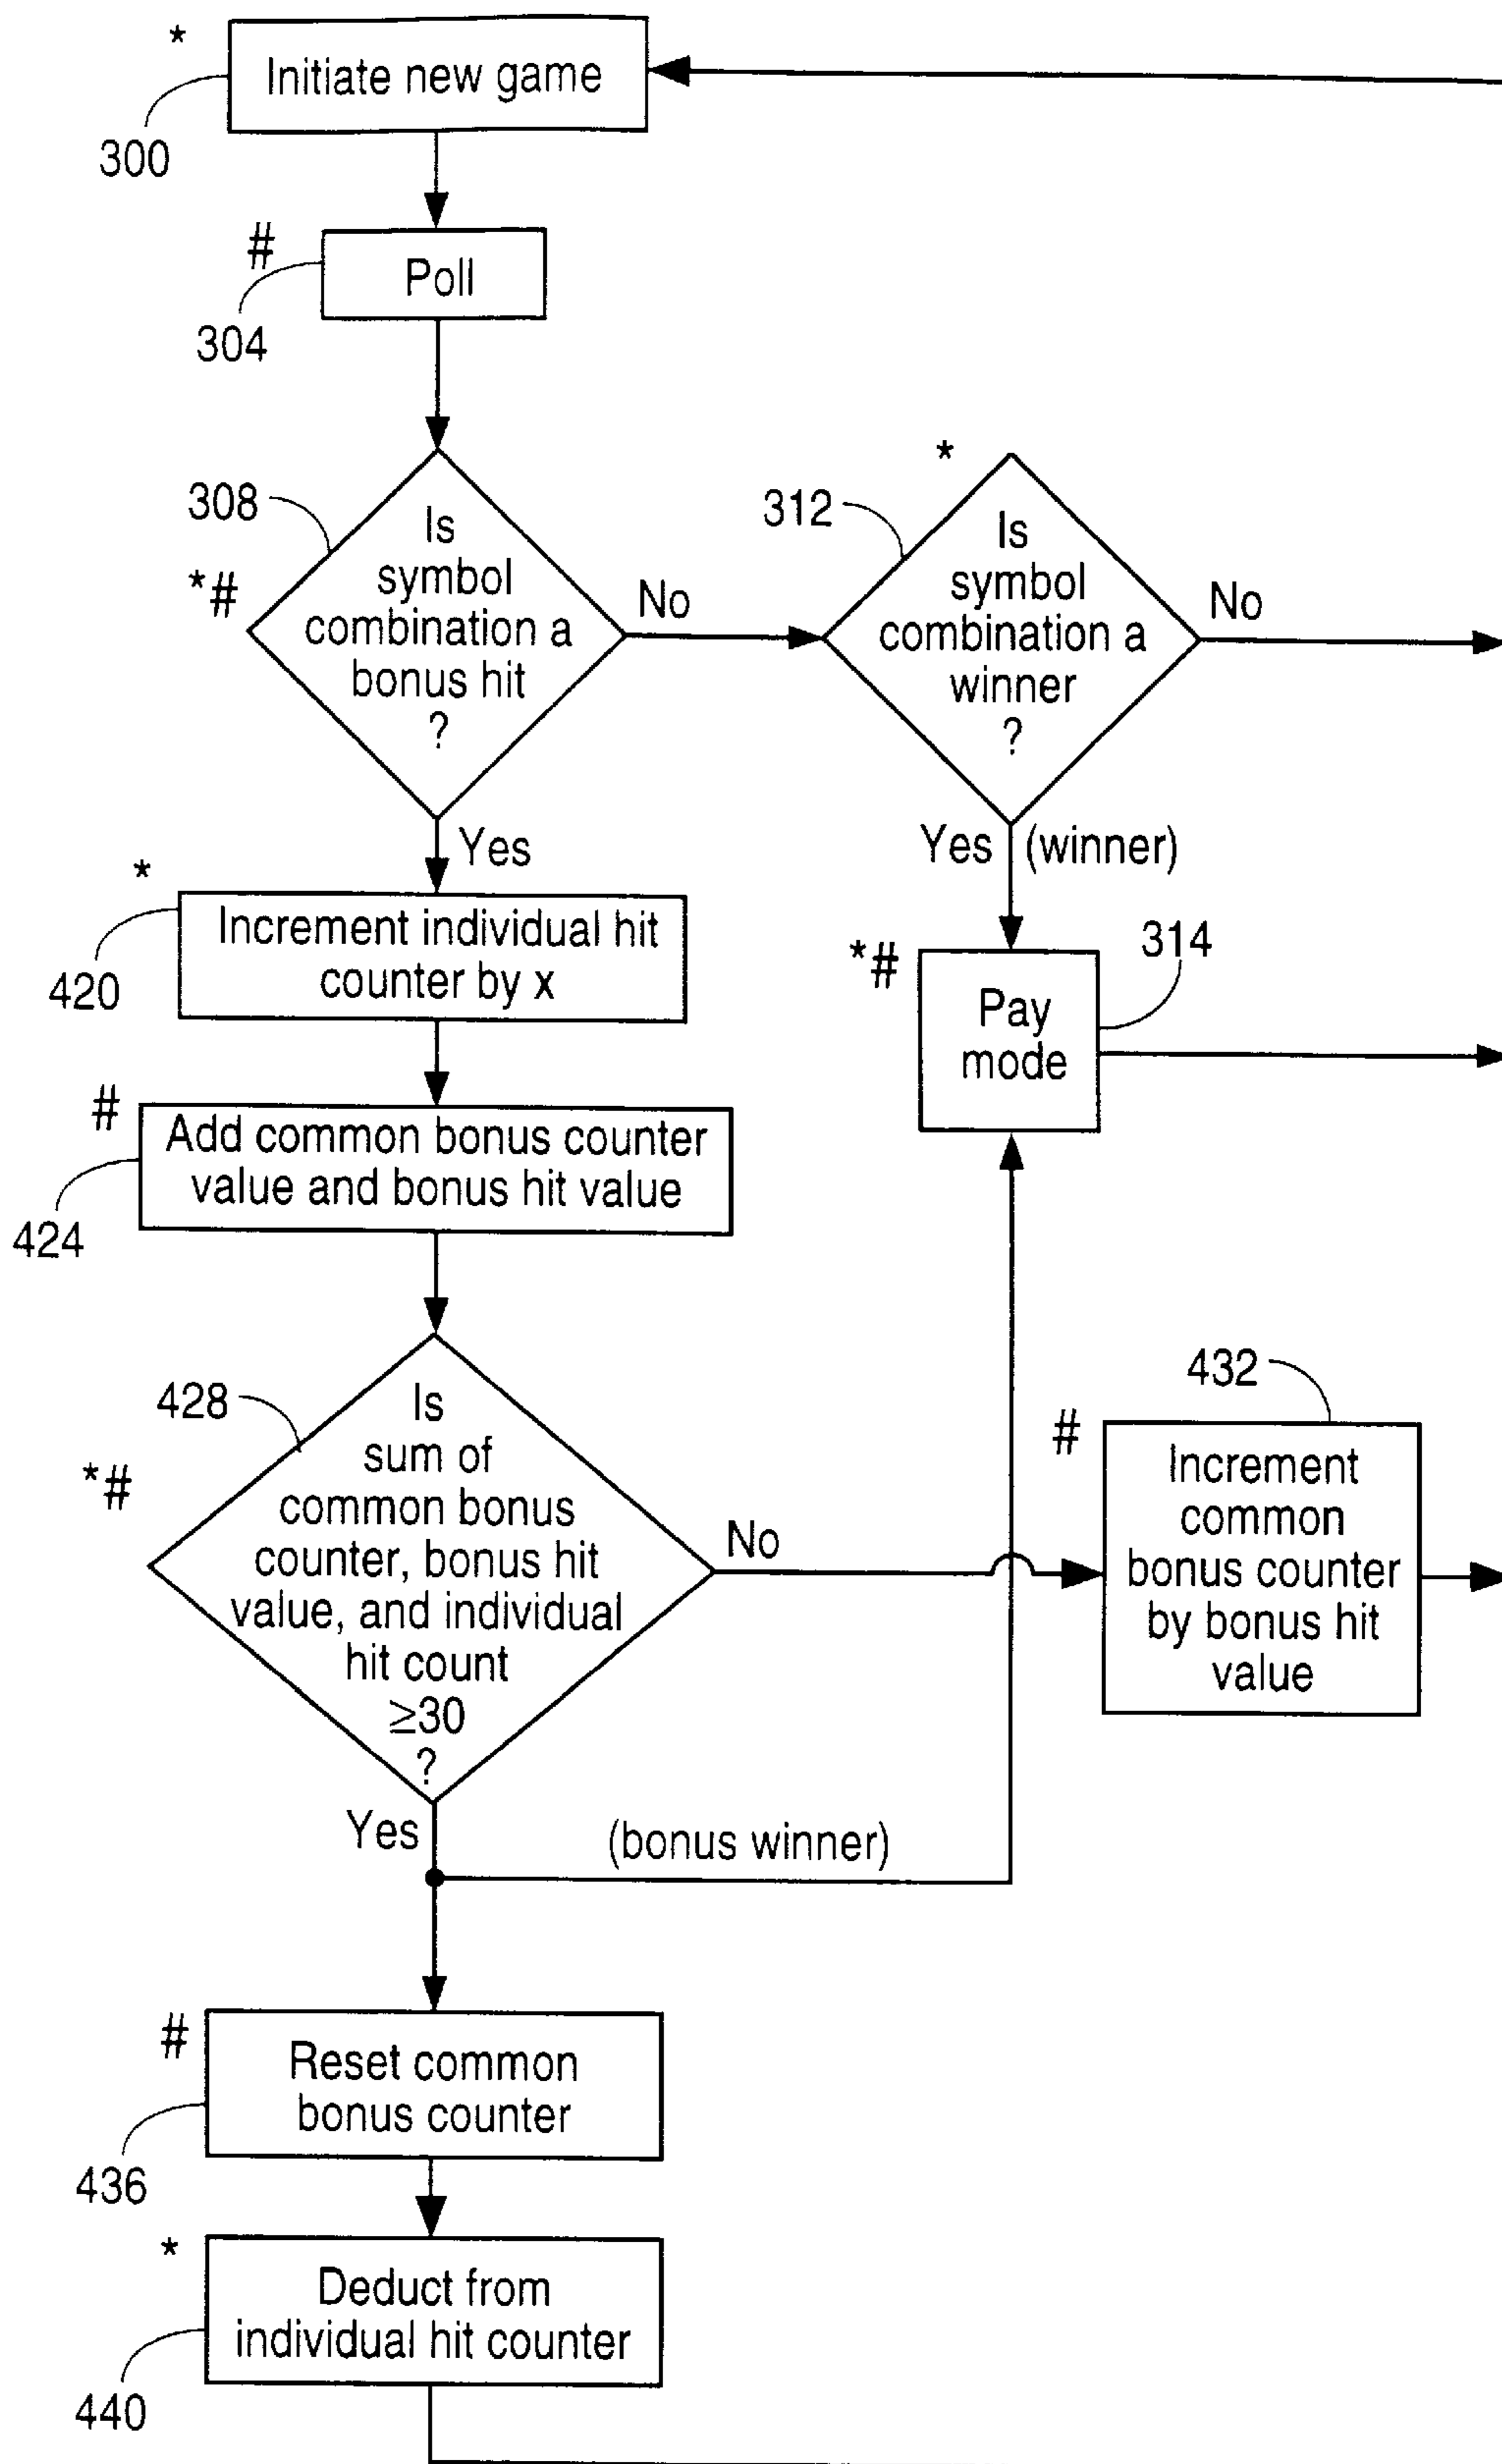 *
Initiate new game
300
#
Poll
304
308
*#
Is
symbol
combination a
bonus hit
?
No
*
312
Is
symbol
combination a
winner
?
No
Yes
Yes (winner)
*
Increment individual hit
counter by x
420
*#
314
Pay
mode
#
Add common bonus counter
value and bonus hit value
424
428
*#
Is
sum of
common bonus
counter, bonus hit
value, and individual
hit count
≥30
?
No
432
#
Increment
common
bonus counter
by bonus hit
value
Yes
(bonus winner)
#
Reset common
bonus counter
436
*
Deduct from
individual hit counter
440